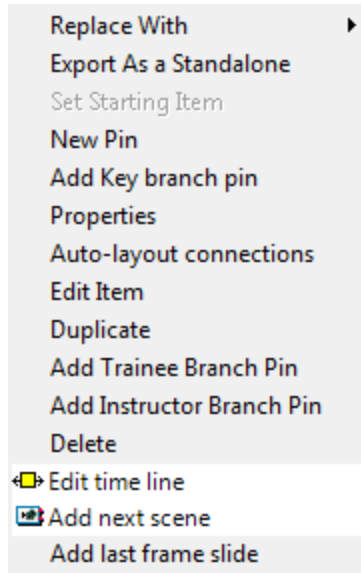 Replace With
Export As a Standalone
Set Starting Item
New Pin
Add Key branch pin
Properties
Auto-layout connections
Edit Item
Duplicate
Add Trainee Branch Pin
Add Instructor Branch Pin
Delete
Edit time line
Add next scene
Add last frame slide